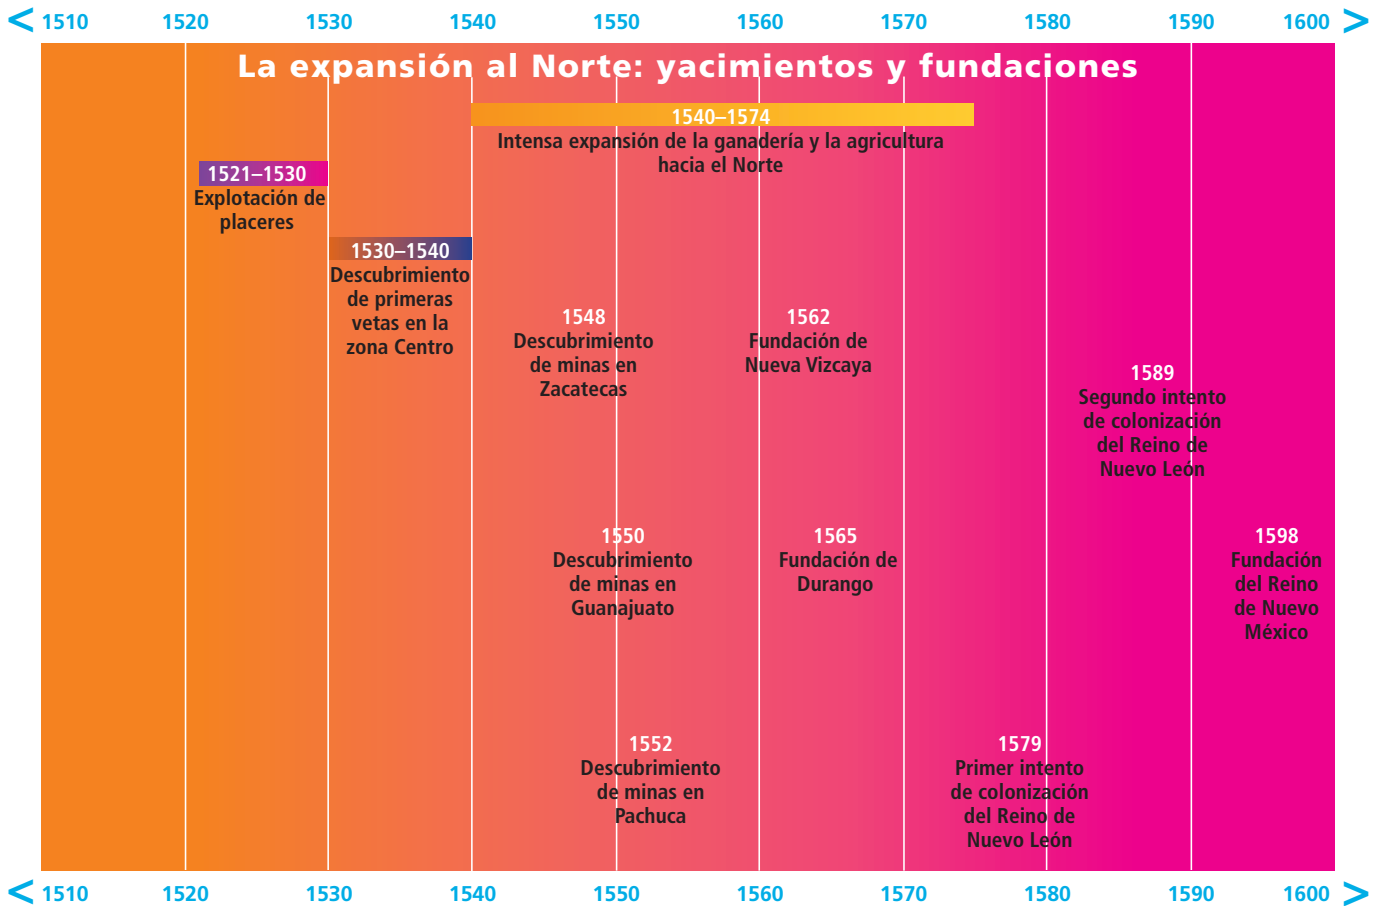 < 1510 1520 1530 1540 1550 1560 1570 1580 1590 1600 >
La expansión al Norte: yacimientos y fundaciones
1540–1574
Intensa expansión de la ganadería y la agricultura
hacia el Norte
1521–1530
Explotación de
placeres
1530–1540
Descubrimiento
de primeras
vetas en la
zona Centro
1548
Descubrimiento
de minas en
Zacatecas
1562
Fundación de
Nueva Vizcaya
1589
Segundo intento
de colonización
del Reino de
Nuevo León
1550
Descubrimiento
de minas en
Guanajuato
1565
Fundación de
Durango
1598
Fundación
del Reino
de Nuevo
México
1552
Descubrimiento
de minas en
Pachuca
1579
Primer intento
de colonización
del Reino de
Nuevo León
< 1510 1520 1530 1540 1550 1560 1570 1580 1590 1600 >